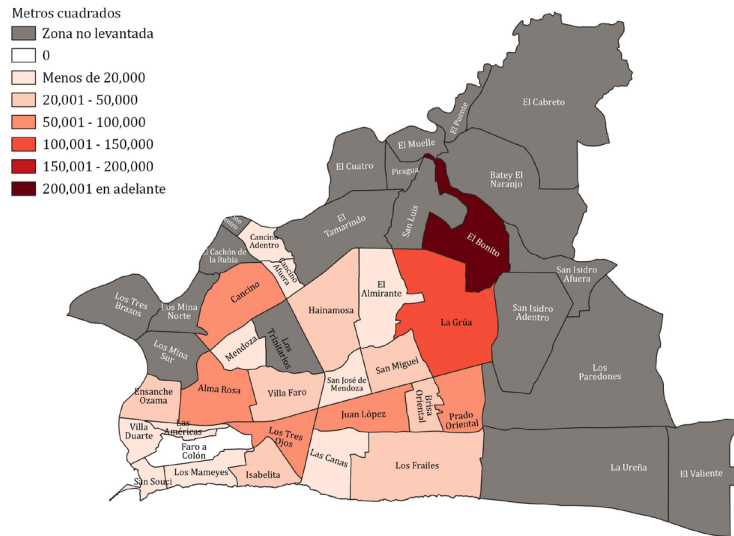 Metros cuadrados
Zona no levantada
0
Menos de 20,000
20,001 - 50,000
50,001 - 100,000
100,001 - 150,000
150,001 - 200,000
200,001 en adelante
El Cabreto
El Puente
El Muelle
El Cuatro
Piragua
Batey El
Naranjo
San Luis
El
Tamarindo
El Bonito
Cancino
Adentro
El Cachón de
la Rubia
Cancino
Afuera
San Isidro
Afuera
Los Tres
Brazos
Los Mina
Norte
Cancino
El
Almirante
Hainamosa
La Grúa
San Isidro
Adentro
Los Mina
Sur
Mendoza
Los
Trinitarios
San Miguel
Los
Paredones
Ensanche
Ozama
Alma Rosa
Villa Faro
San José de
Mendoza
Juan López
Brisa
Oriental
Prado
Oriental
Villa
Duarte
Las
Américas
Faro a
Colón
Los Tres
Ojos
Las Canas
Los Frailes
La Ureña
El Valiente
San Souci
Los Mameyes
Isabelita